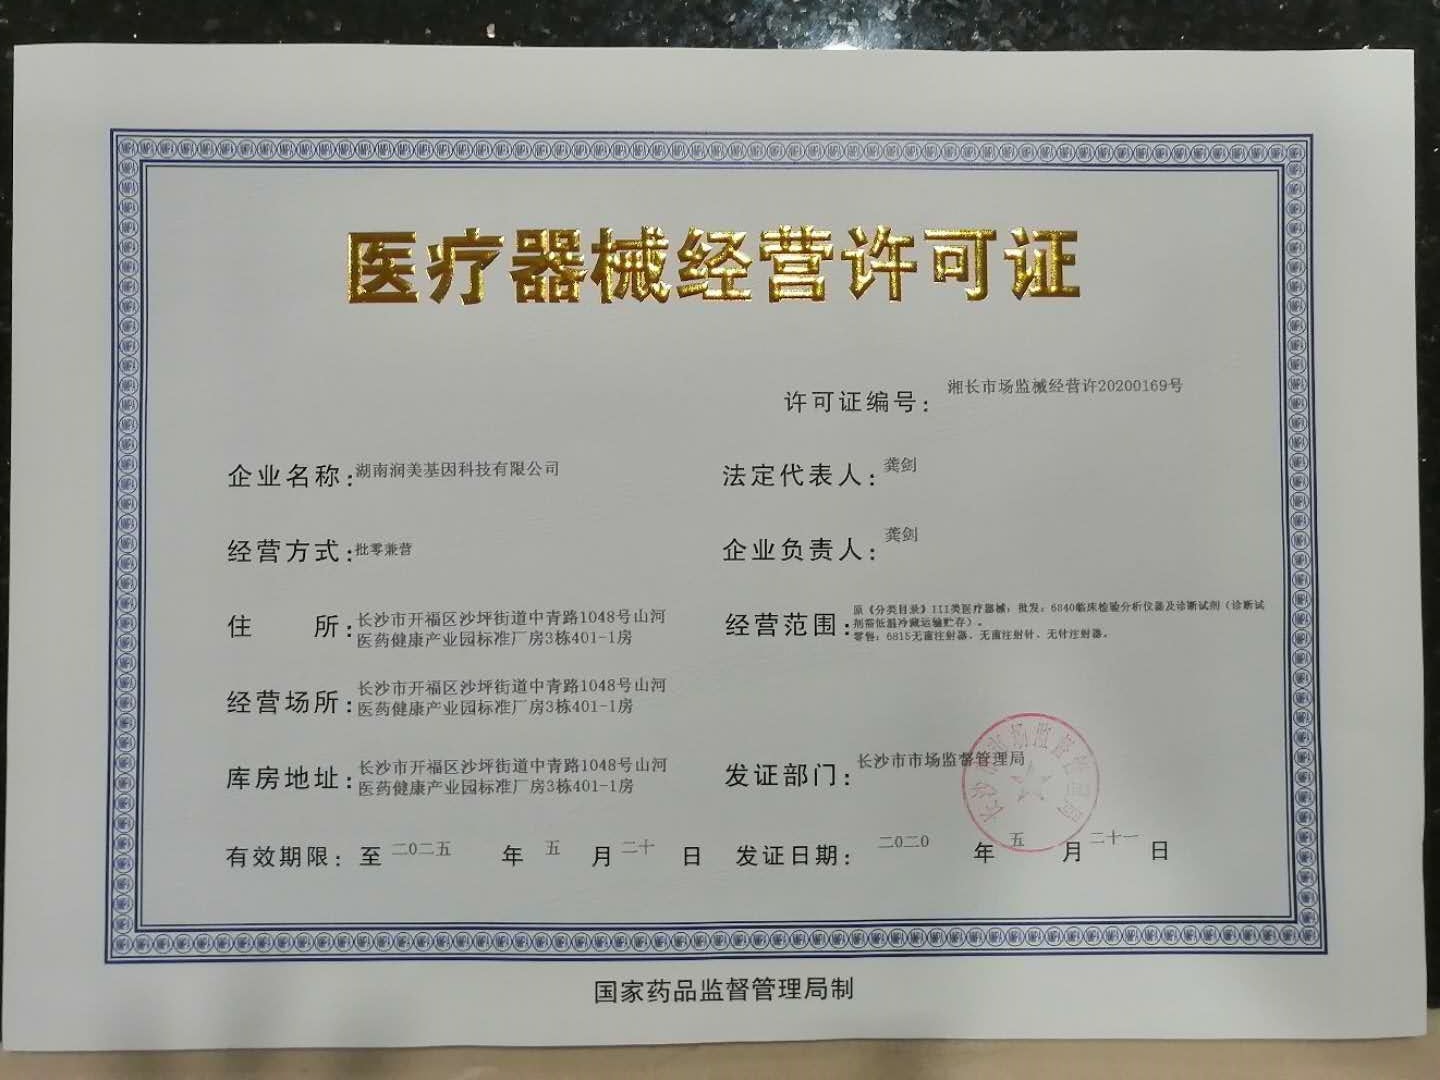 医疗器械经营许可证
许可证编号：湘长市场监械经营许20200169号
企业名称：湖南润美基因科技有限公司
法定代表人：龚剑
经营方式：批零兼营
企业负责人：龚剑
住　　所：长沙市开福区沙坪街道中青路1048号山河
医药健康产业园标准厂房3栋401-1房
经营范围：原《分类目录》III类医疗器械：批发：6840临床检验分析仪器及诊断试剂（诊断试
剂需低温冷藏运输贮存）。
零售：6815无菌注射器、无菌注射针、无针注射器。
经营场所：长沙市开福区沙坪街道中青路1048号山河
医药健康产业园标准厂房3栋401-1房
库房地址：长沙市开福区沙坪街道中青路1048号山河
医药健康产业园标准厂房3栋401-1房
发证部门：长沙市市场监督管理局
长沙市市场监督管理局
有效期限：至二〇二五年五月二十日
发证日期：二〇二〇年五月二十一日
国家药品监督管理局制